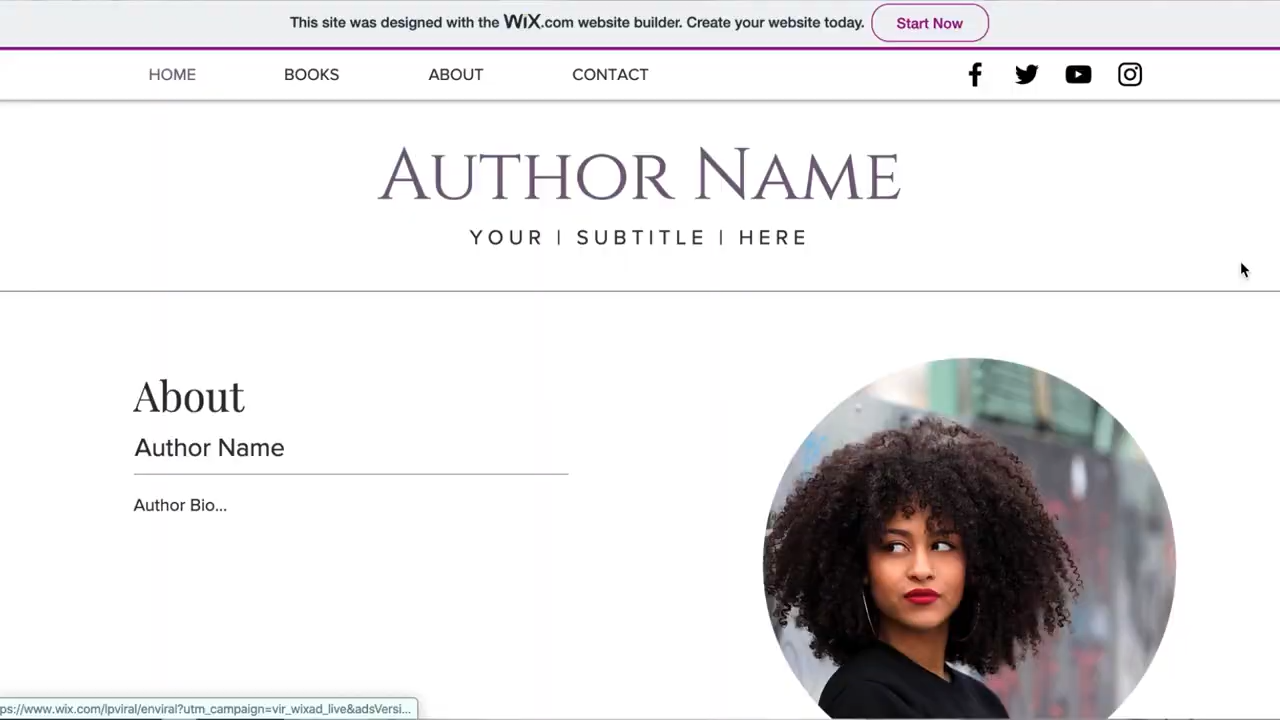 This site was designed with the WiX.com website builder. Create your website today. Start Now
HOME BOOKS ABOUT CONTACT
AUTHOR NAME
YOUR | SUBTITLE | HERE
About
Author Name
Author Bio...
ps://www.wix.com/lpviral/enviral?utm_campaign=vir_wixad_live&adsVersi...